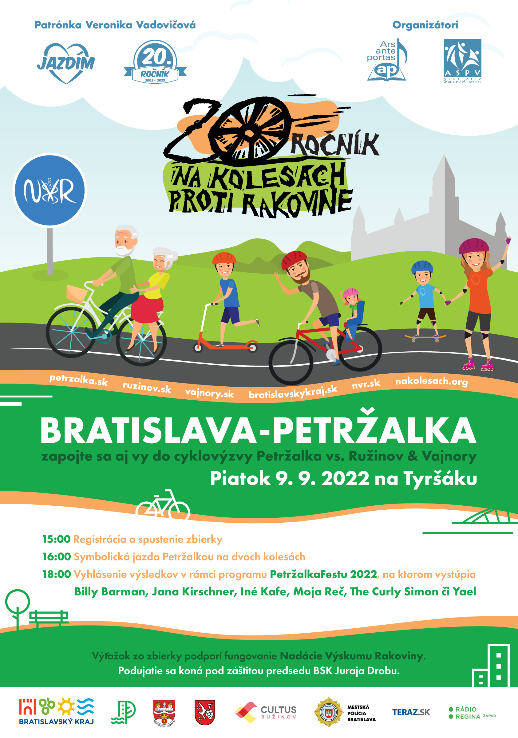 Patrónka Veronika Vadovičová
Organizátori
JAZDÍM
20.
ROČNÍK
Ars
ante
portas
ap
ASPV
20 ROČNÍK
NA KOLESÁCH
PROTI RAKOVINE
petrzalka.sk ruzinov.sk vajnory.sk bratislavskykraj.sk nvr.sk nakolesach.org
BRATISLAVA-PETRŽALKA
zapojte sa aj vy do cyklovýzvy Petržalka vs. Ružinov & Vajnory
Piatok 9. 9. 2022 na Tyršáku
15:00 Registrácia a spustenie zbierky
16:00 Symbolická jazda Petržalkou na dvoch kolesách
18:00 Vyhlásenie výsledkov v rámci programu PetržalkaFestu 2022, na ktorom vystúpia
Billy Barman, Jana Kirschner, Iné Kafe, Moja Reč, The Curly Simon či Yael
Výťažok zo zbierky podporí fungovanie Nadácie Výskumu Rakoviny.
Podujatie sa koná pod záštitou predsedu BSK Juraja Drobu.
BRATISLAVSKÝ KRAJ
CULTUS
RUŽINOV
MESTSKÁ
POLÍCIA
BRATISLAVA
TERAZ.SK
RÁDIO
REGINA ZÁPAD